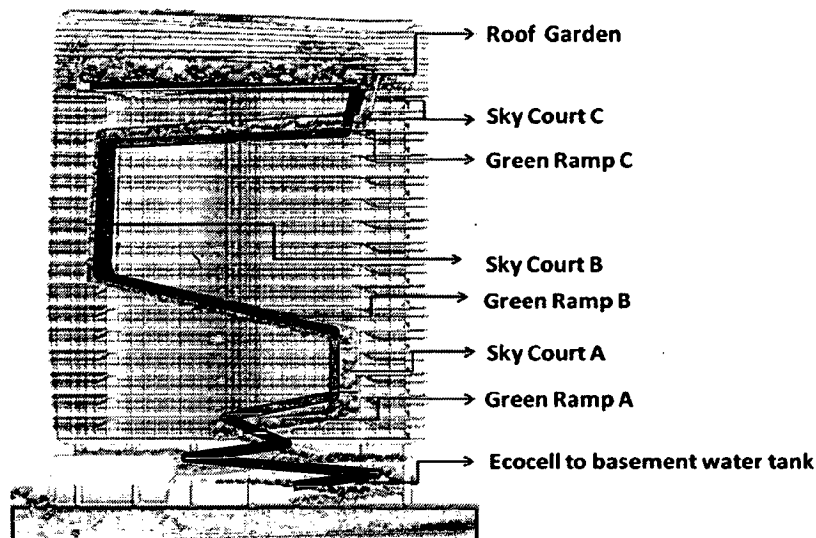 Roof Garden
Sky Court C
Green Ramp C
Sky Court B
Green Ramp B
Sky Court A
Green Ramp A
Ecocell to basement water tank